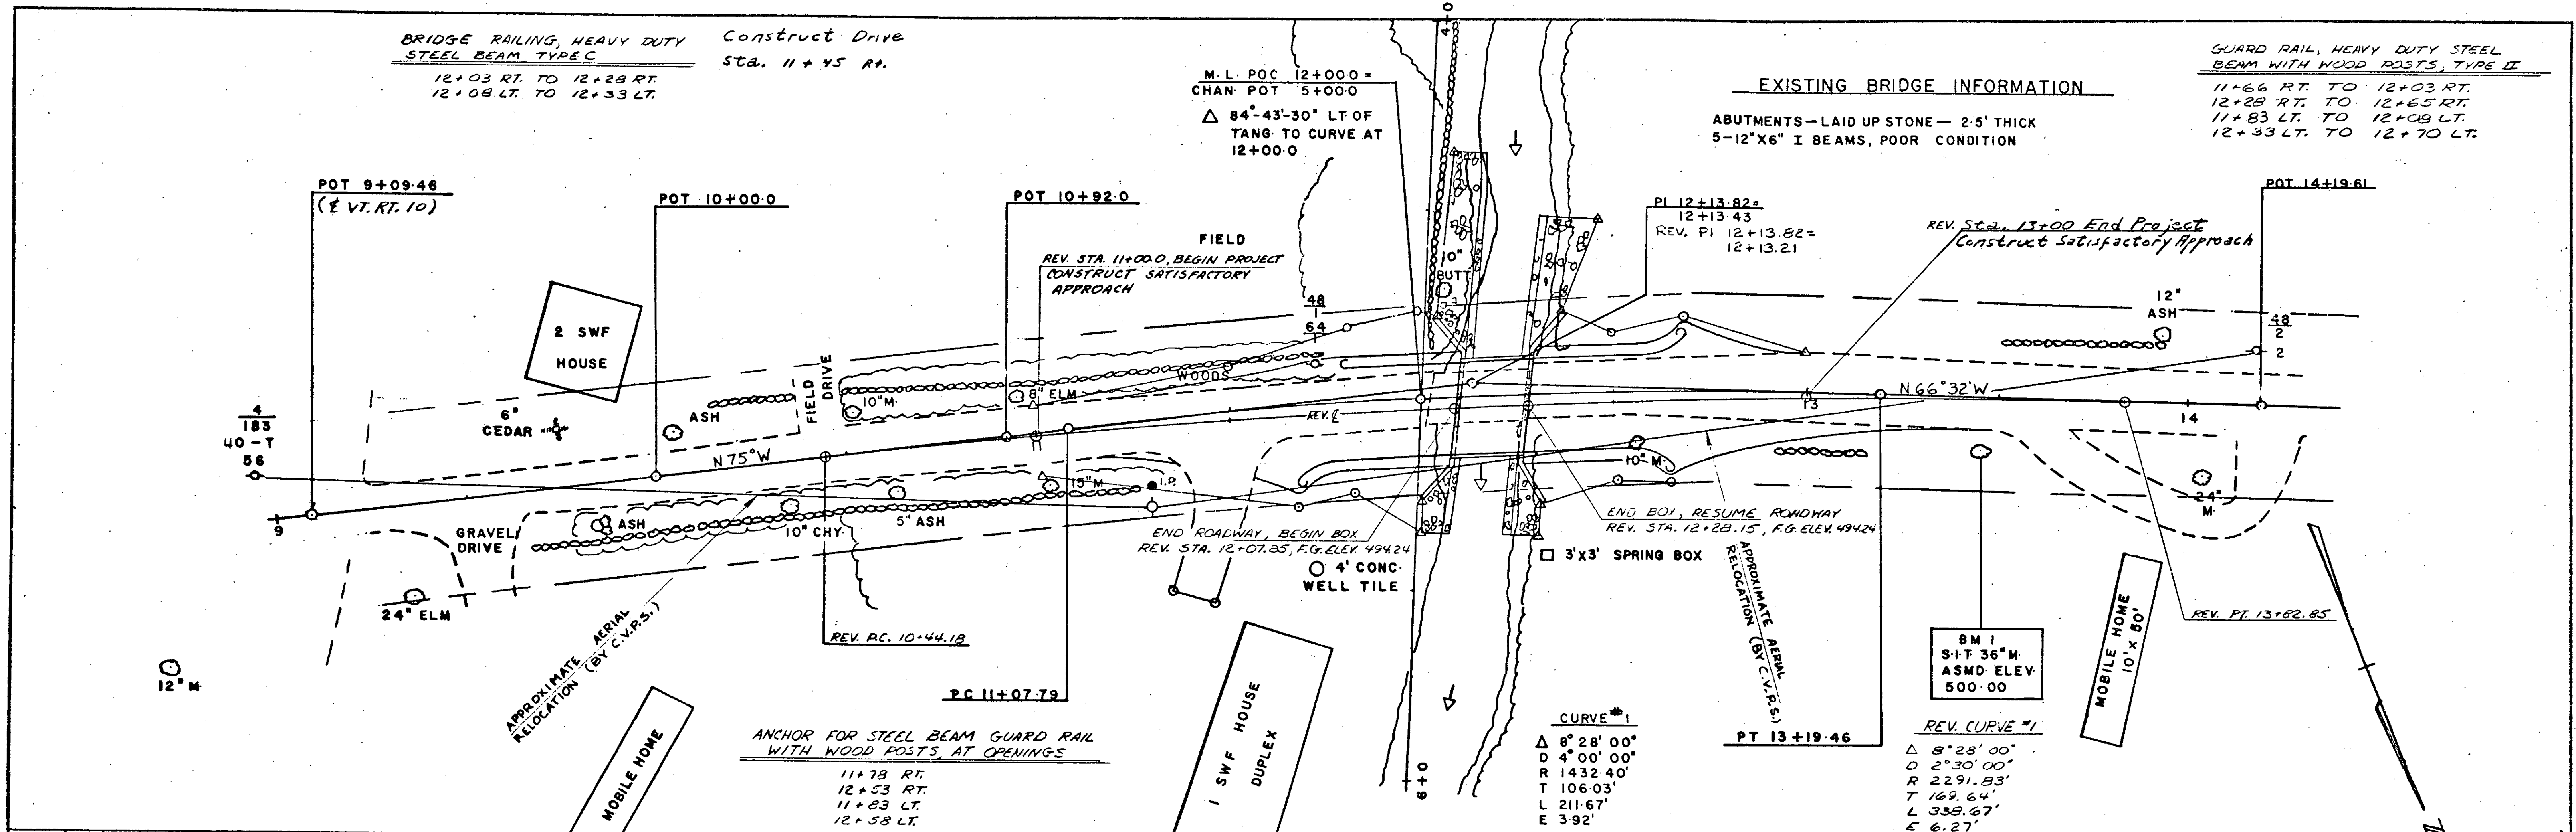 BRIDGE RAILING, HEAVY DUTY
STEEL BEAM, TYPE C
12+03 RT. TO 12+28 RT.
12+08 LT. TO 12+33 LT.
Construct Drive
Sta. 11+45 Rt.
4+0
M.L. POC 12+00.0 =
CHAN. POT 5+00.0
△ 84°-43'-30" LT. OF
TANG. TO CURVE AT
12+00.0
EXISTING BRIDGE INFORMATION
ABUTMENTS — LAID UP STONE — 2.5' THICK
5-12"X6" I BEAMS, POOR CONDITION
GUARD RAIL, HEAVY DUTY STEEL
BEAM WITH WOOD POSTS, TYPE II
11+66 RT. TO 12+03 RT.
12+28 RT. TO 12+65 RT.
11+83 LT. TO 12+08 LT.
12+33 LT. TO 12+70 LT.
POT 9+09.46
(℄ VT. RT. 10)
POT 10+00.0
POT 10+92.0
FIELD
REV. STA. 11+00.0, BEGIN PROJECT
CONSTRUCT SATISFACTORY
APPROACH
PI 12+13.82=
12+13.43
REV. PI 12+13.82=
12+13.21
REV. Sta. 13+00 End Project
Construct Satisfactory Approach
POT 14+19.61
10"
BUTT.
48
64
12"
ASH
48
2
2
2 SWF
HOUSE
FIELD
DRIVE
WOODS
8" ELM
10" M.
ASH
6"
CEDAR
4
183
40-T
56
N 75° W
REV. ℄
N 66° 32' W
13
14
9
GRAVEL
DRIVE
ASH
10" CHY.
5" ASH
15" M
I.P.
10" M.
24"
M.
END ROADWAY, BEGIN BOX
REV. STA. 12+07.85, F.G. ELEV. 494.24
END BOX, RESUME ROADWAY
REV. STA. 12+28.15, F.G. ELEV. 494.24
4' CONC.
WELL TILE
3'X3' SPRING BOX
24" ELM
12" M
APPROXIMATE AERIAL
RELOCATION (BY C.V.P.S.)
REV. P.C. 10+44.18
PC 11+07.79
APPROXIMATE AERIAL
RELOCATION (BY C.V.P.S.)
BM 1
S.I.T. 36" M.
ASMD. ELEV.
500.00
MOBILE HOME
10' x 50'
REV. PT. 13+82.85
MOBILE HOME
ANCHOR FOR STEEL BEAM GUARD RAIL
WITH WOOD POSTS, AT OPENINGS
11+78 RT.
12+53 RT.
11+83 LT.
12+58 LT.
1 SWF HOUSE
DUPLEX
6+0
CURVE #1
△ 8° 28' 00"
D 4° 00' 00"
R 1432.40'
T 106.03'
L 211.67'
E 3.92'
PT 13+19.46
REV. CURVE #1
△ 8° 28' 00"
D 2° 30' 00"
R 2291.83'
T 169.64'
L 338.67'
E 6.27'